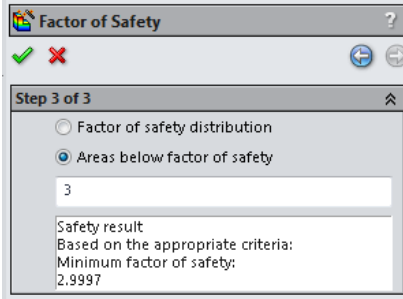 Factor of Safety
?
Step 3 of 3
Factor of safety distribution
Areas below factor of safety
3
Safety result
Based on the appropriate criteria:
Minimum factor of safety:
2.9997